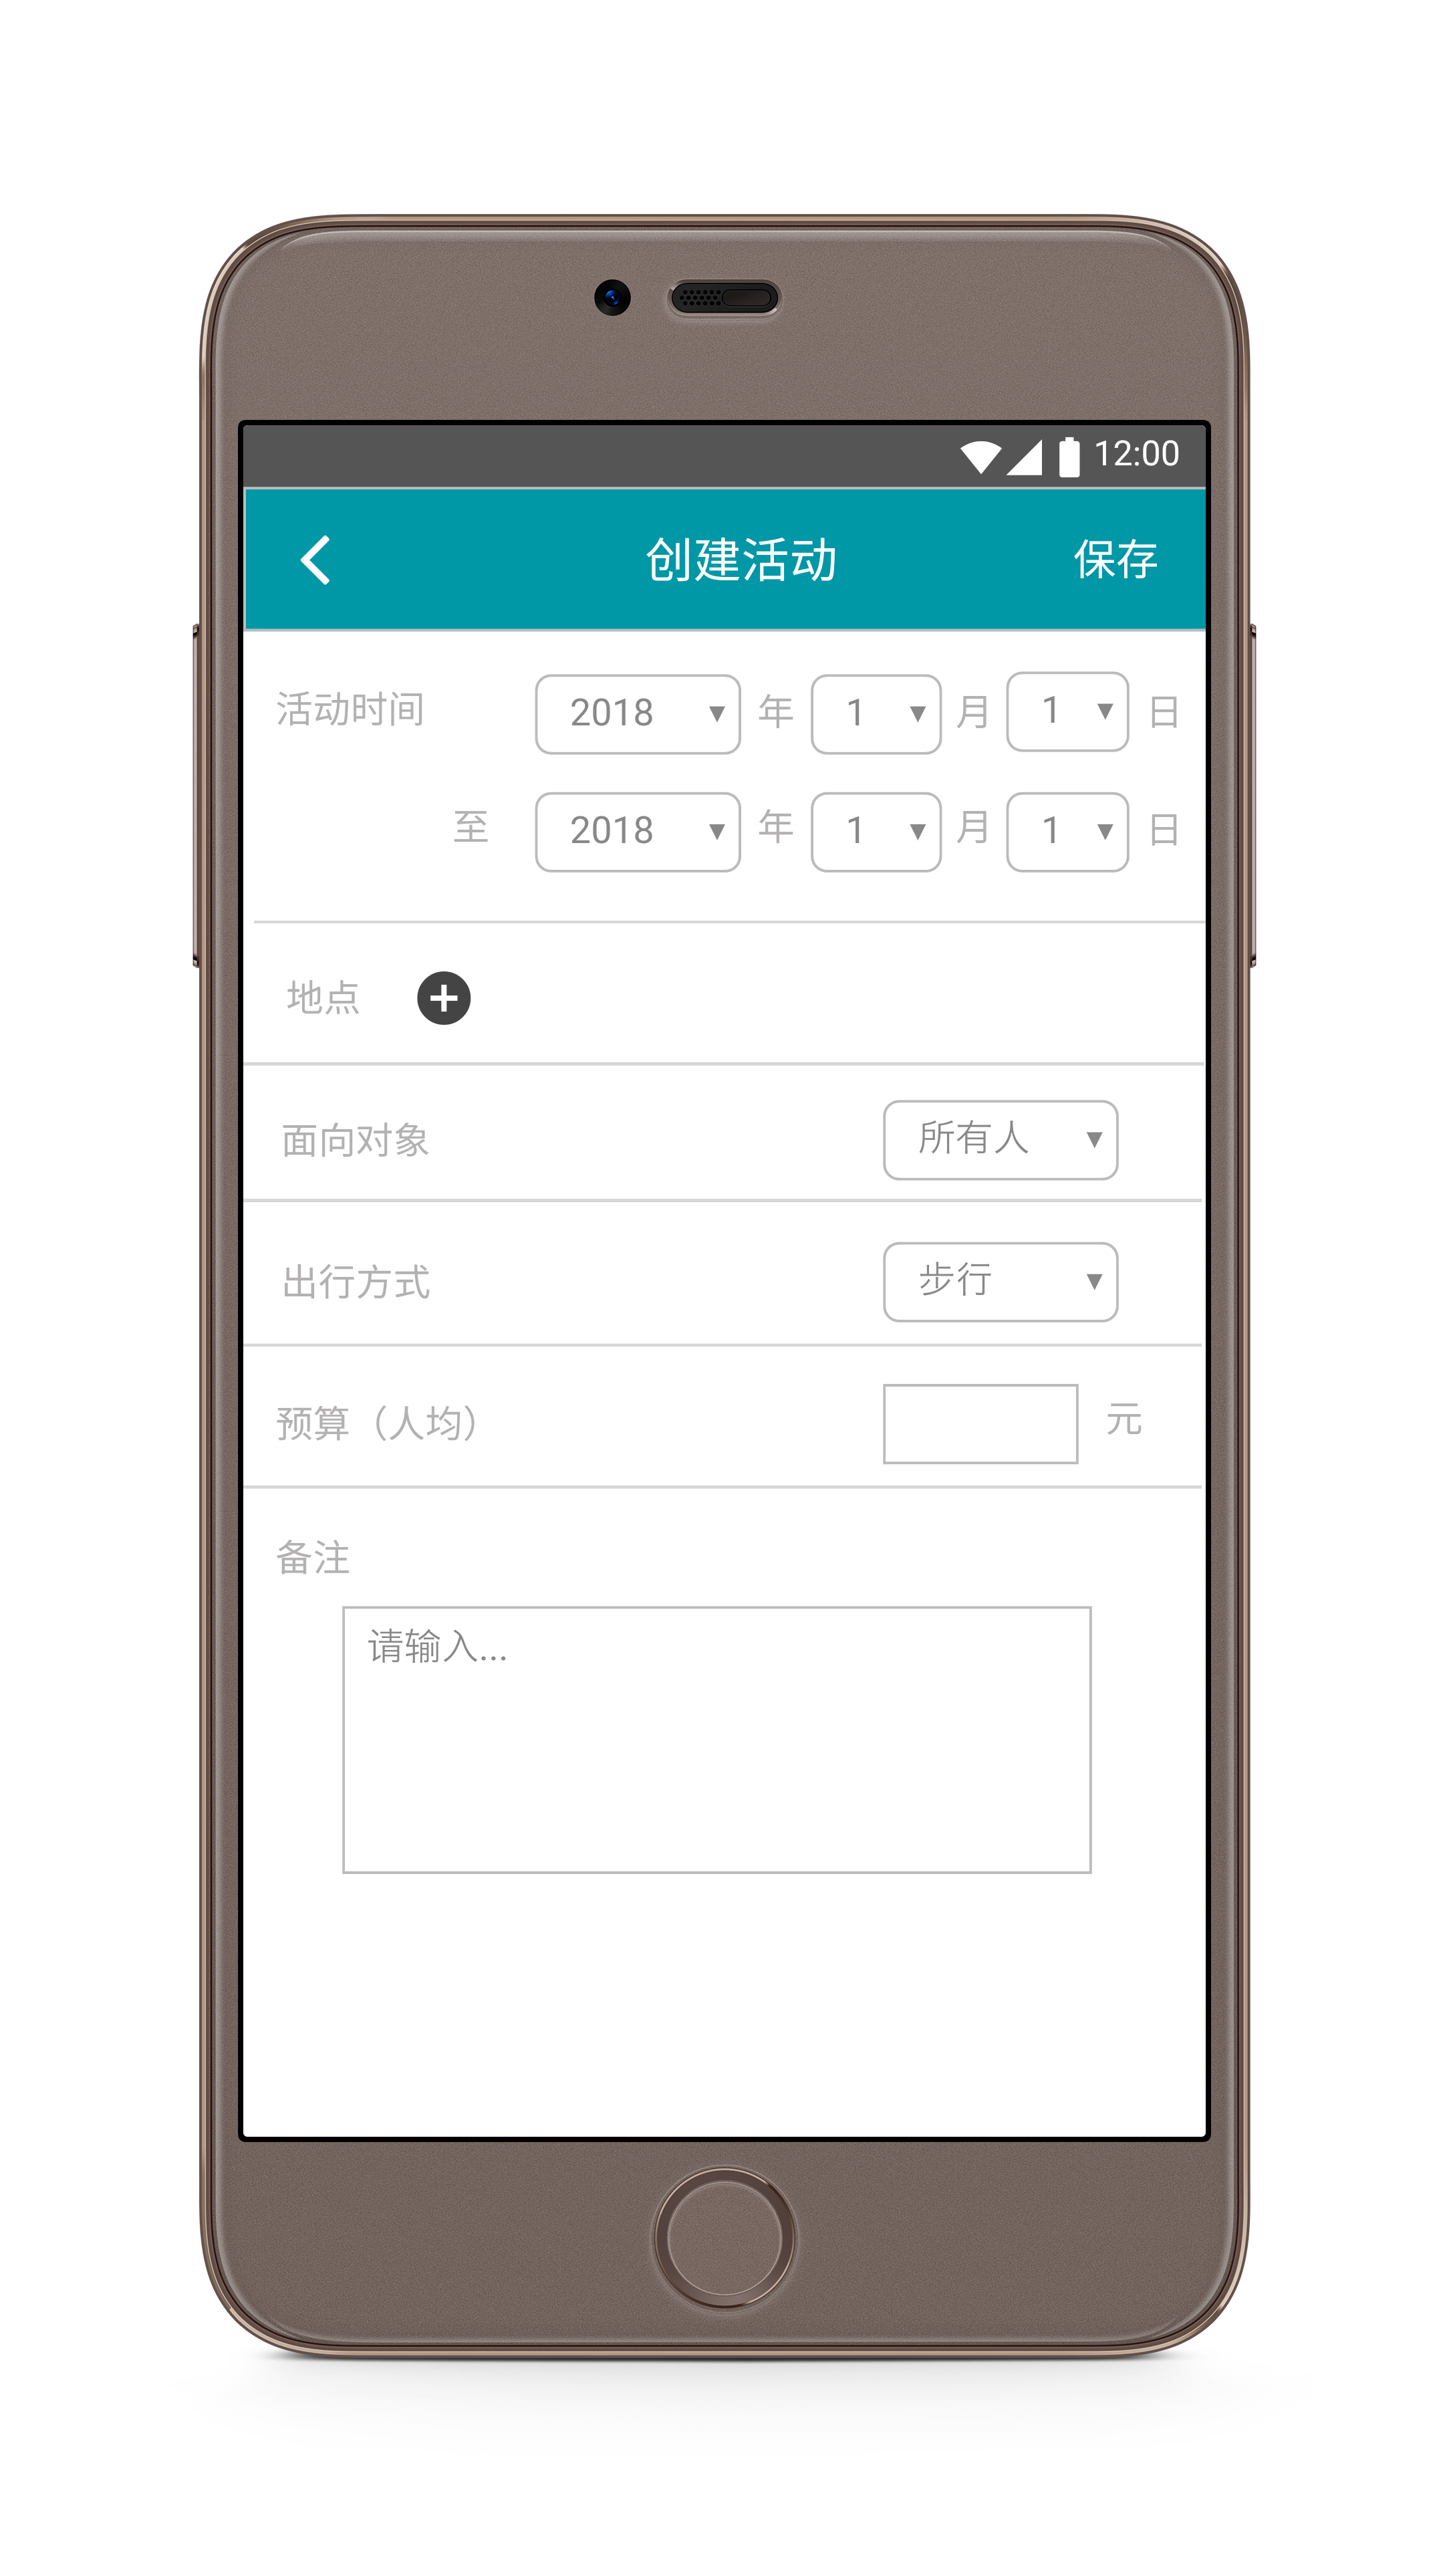 12:00
创建活动 保存
活动时间 2018 年 1 月 1 日
至 2018 年 1 月 1 日
地点
面向对象 所有人
出行方式 步行
预算（人均） 元
备注
请输入...